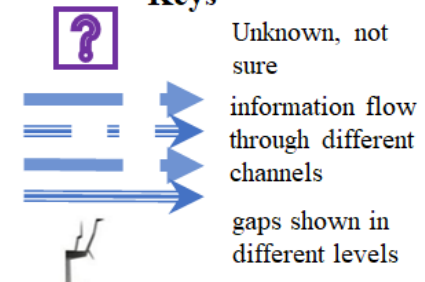 Keys
?
Unknown, not
sure
information flow
through different
channels
gaps shown in
different levels